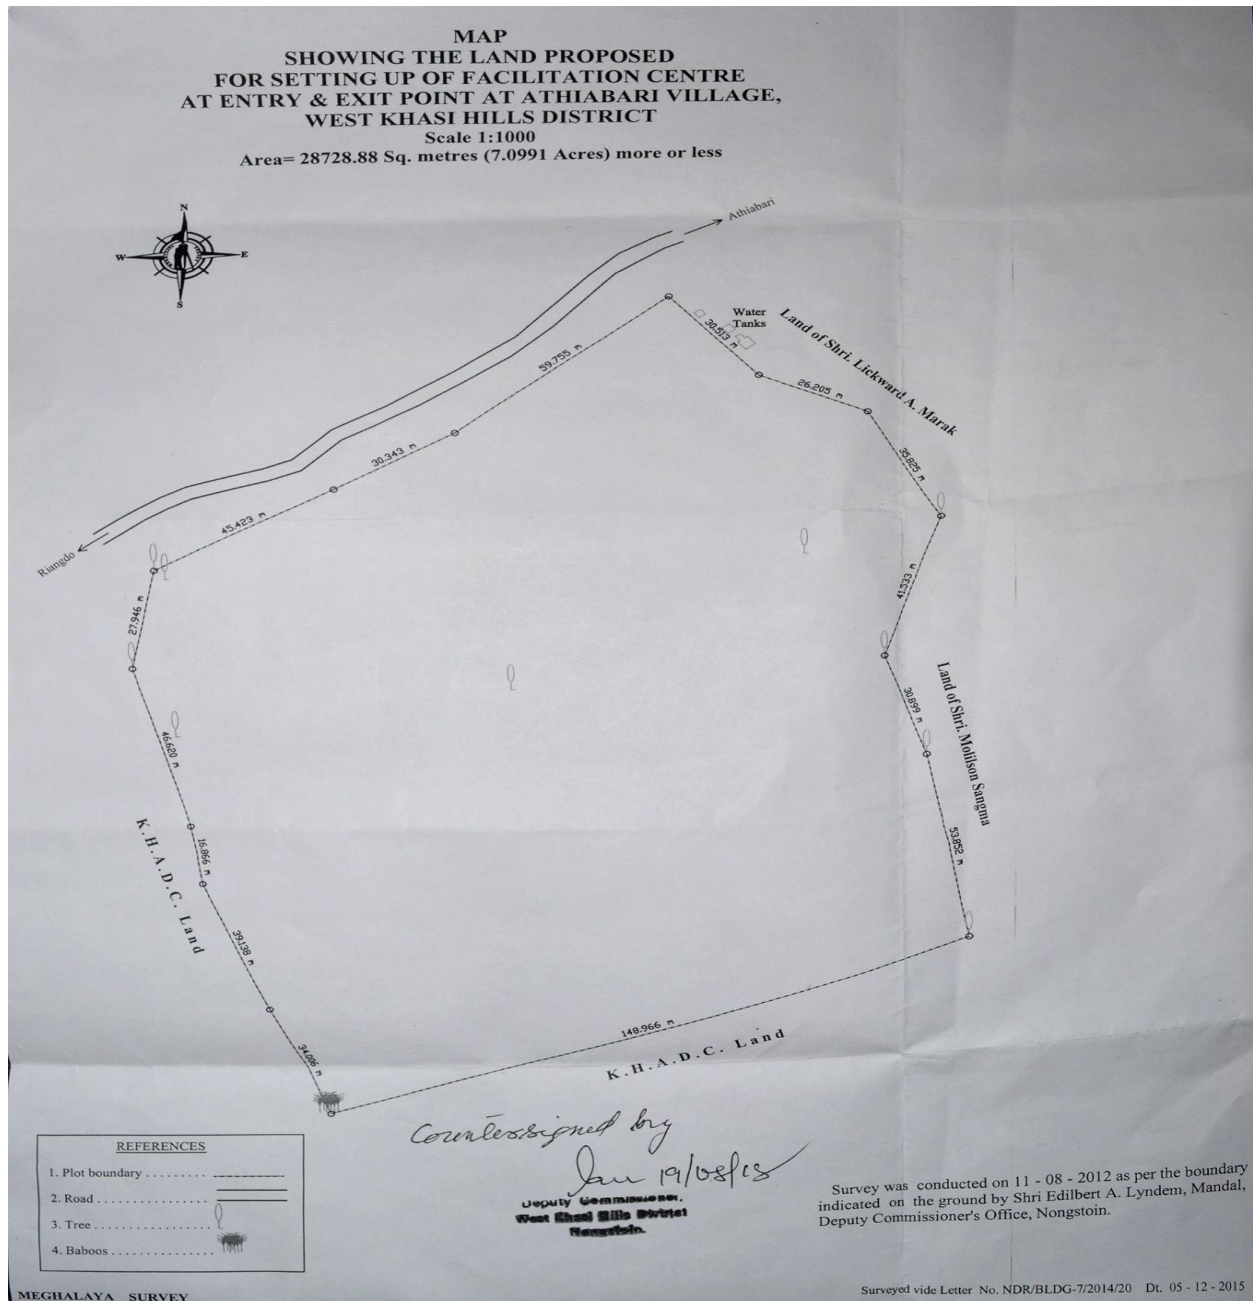 MAP
SHOWING THE LAND PROPOSED
FOR SETTING UP OF FACILITATION CENTRE
AT ENTRY & EXIT POINT AT ATHIABARI VILLAGE,
WEST KHASI HILLS DISTRICT
Scale 1:1000
Area= 28728.88 Sq. metres (7.0991 Acres) more or less
N
W
E
S
Athiabari
Riangdo
Water
Tanks
Land of Shri. Lickward A. Marak
30.513 m
59.755 m
26.205 m
30.343 m
35.825 m
45.423 m
41.533 m
27.946 m
30.899 m
Land of Shri. Molilson Sangma
46.620 m
53.852 m
16.866 m
K.H.A.D.C. Land
39.138 m
34.006 m
148.966 m
K.H.A.D.C. Land
Countersigned by
19/08/15
Deputy Commissioner,
West Khasi Hills District
Nongstoin.
REFERENCES
1. Plot boundary ........
2. Road .............
3. Tree .............
4. Baboos .............
Survey was conducted on 11 - 08 - 2012 as per the boundary
indicated on the ground by Shri Edilbert A. Lyndem, Mandal,
Deputy Commissioner's Office, Nongstoin.
MEGHALAYA SURVEY
Surveyed vide Letter No. NDR/BLDG-7/2014/20 Dt. 05 - 12 - 2015